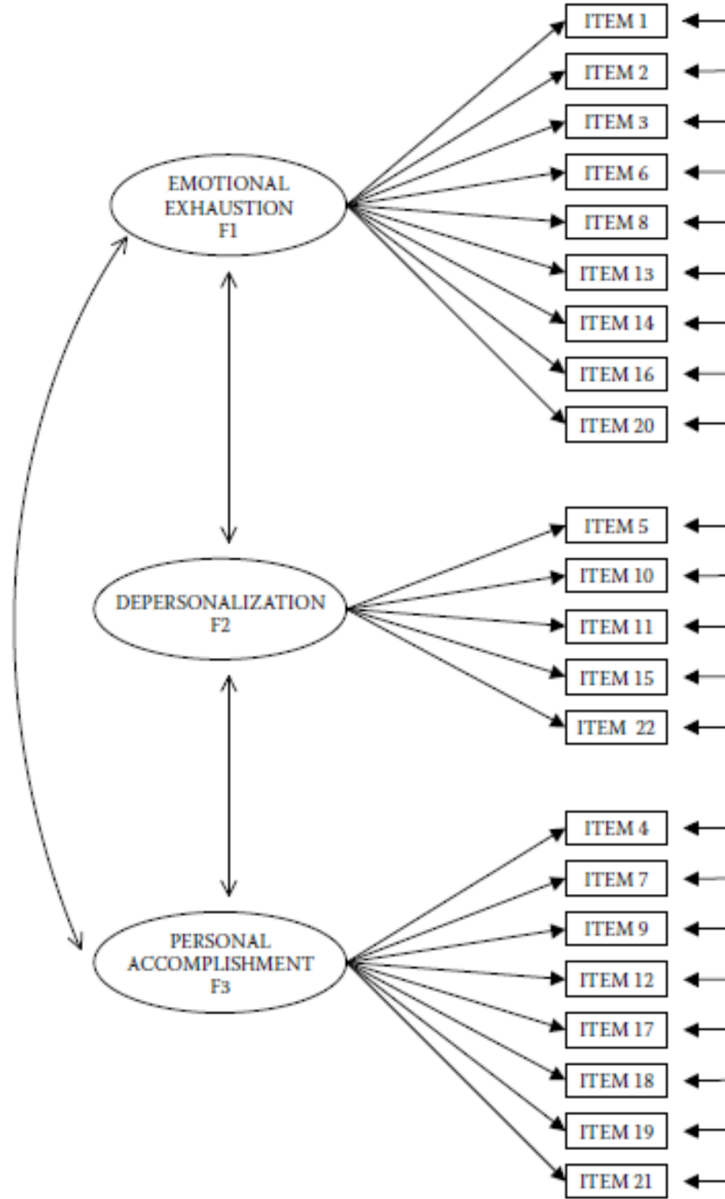 ITEM 1
ITEM 2
ITEM 3
ITEM 6
ITEM 8
ITEM 13
ITEM 14
ITEM 16
ITEM 20
EMOTIONAL
EXHAUSTION
F1
ITEM 5
ITEM 10
ITEM 11
ITEM 15
ITEM 22
DEPERSONALIZATION
F2
ITEM 4
ITEM 7
ITEM 9
ITEM 12
ITEM 17
ITEM 18
ITEM 19
ITEM 21
PERSONAL
ACCOMPLISHMENT
F3